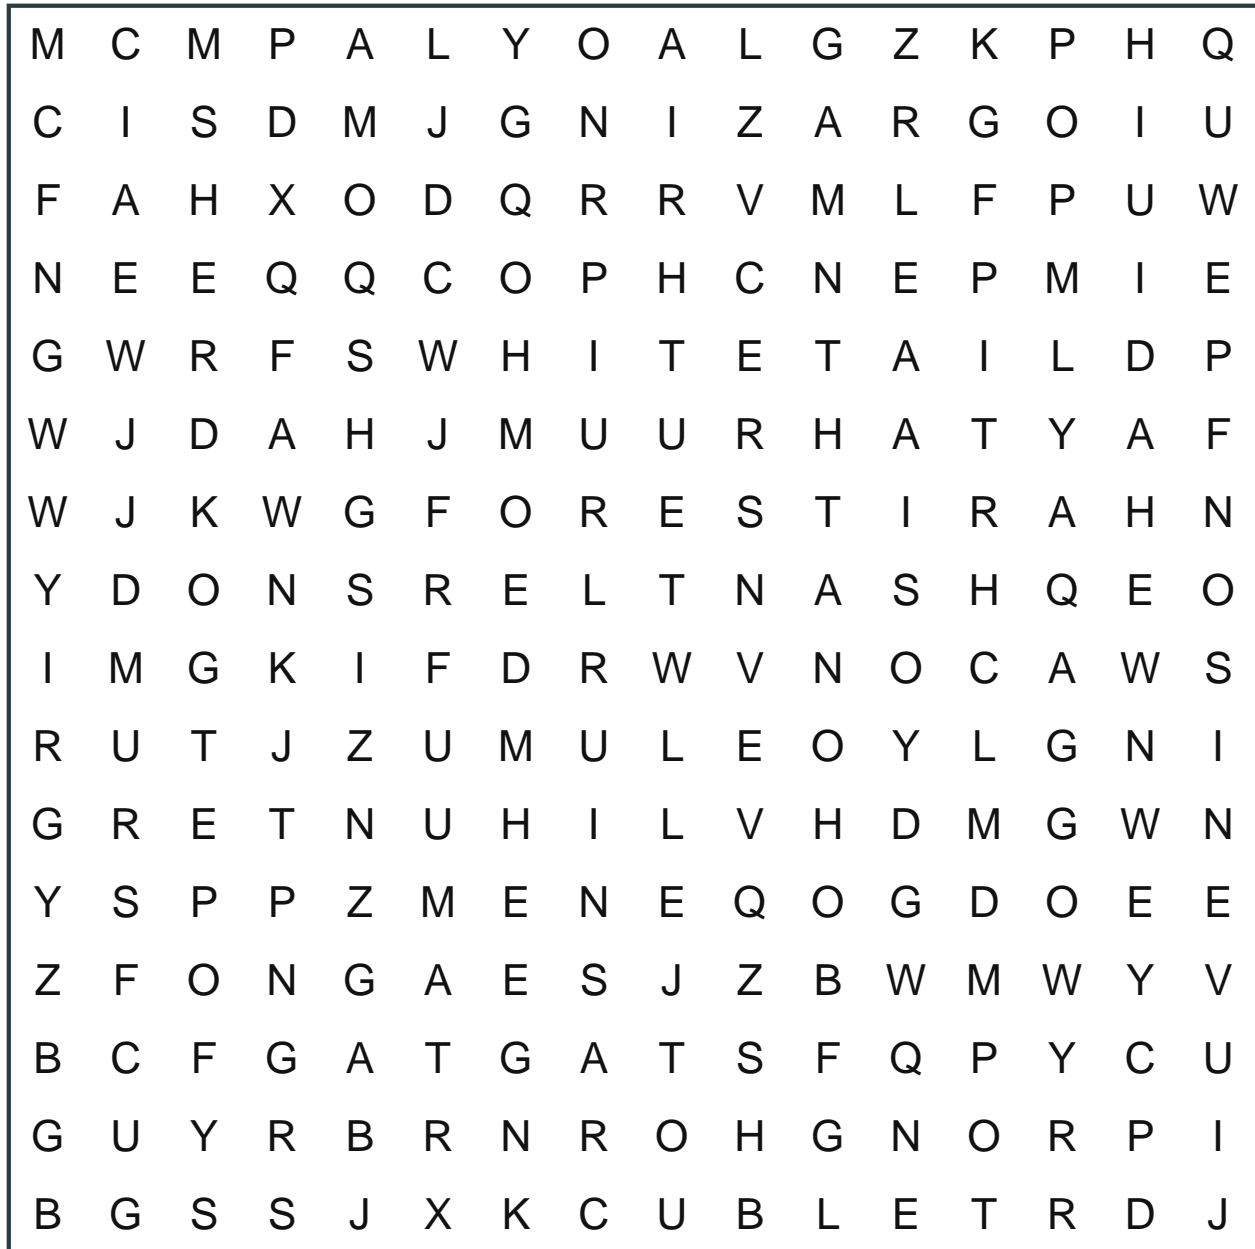 M C M P A L Y O A L G Z K P H Q
C I S D M J G N I Z A R G O I U
F A H X O D Q R R V M L F P U W
N E E Q Q C O P H C N E P M I E
G W R F S W H I T E T A I L D P
W J D A H J M U U R H A T Y A F
W J K W G F O R E S T I R A H N
Y D O N S R E L T N A S H Q E O
I M G K I F D R W V N O C A W S
R U T J Z U M U L E O Y L G N I
G R E T N U H I L V H D M G W N
Y S P P Z M E N E Q O G D O E E
Z F O N G A E S J Z B W M W Y V
B C F G A T G A T S F Q P Y C U
G U Y R B R N R O H G N O R P I
B G S S J X K C U B L E T R D J